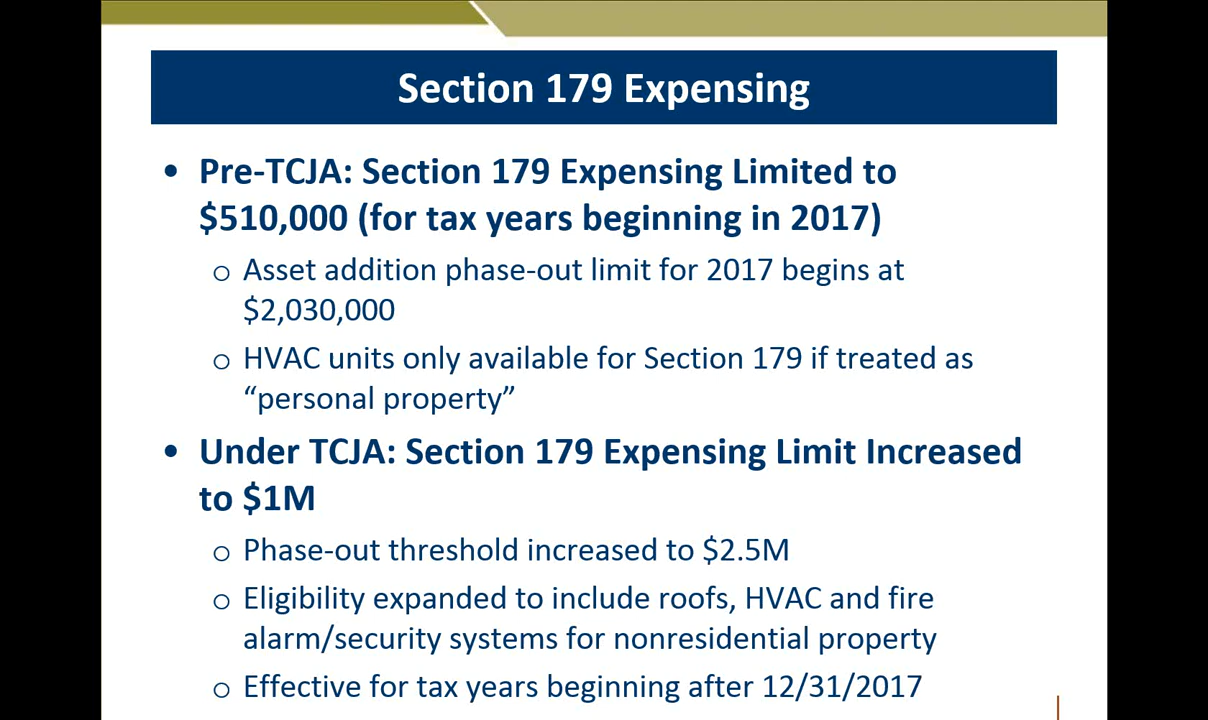 Section 179 Expensing
• Pre-TCJA: Section 179 Expensing Limited to
$510,000 (for tax years beginning in 2017)
o Asset addition phase-out limit for 2017 begins at
$2,030,000
o HVAC units only available for Section 179 if treated as
“personal property”
• Under TCJA: Section 179 Expensing Limit Increased
to $1M
o Phase-out threshold increased to $2.5M
o Eligibility expanded to include roofs, HVAC and fire
alarm/security systems for nonresidential property
o Effective for tax years beginning after 12/31/2017